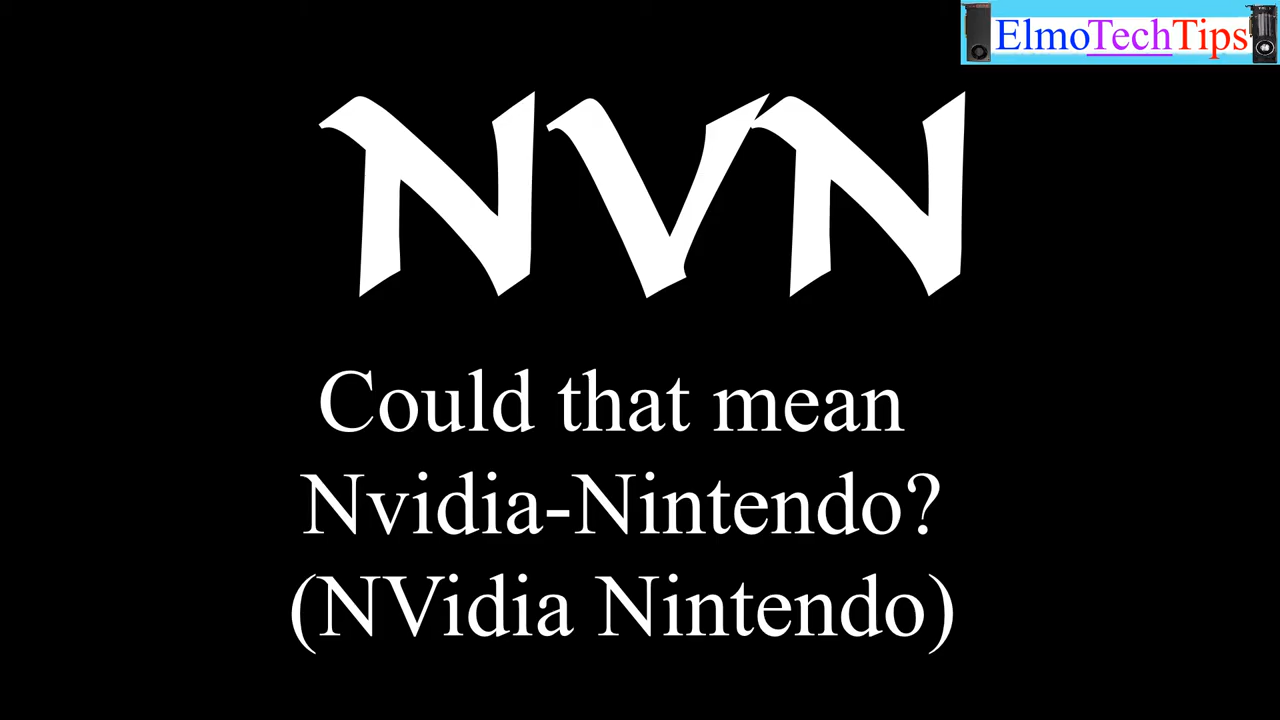 ElmoTechTips
NVN
Could that mean
Nvidia-Nintendo?
(NVidia Nintendo)